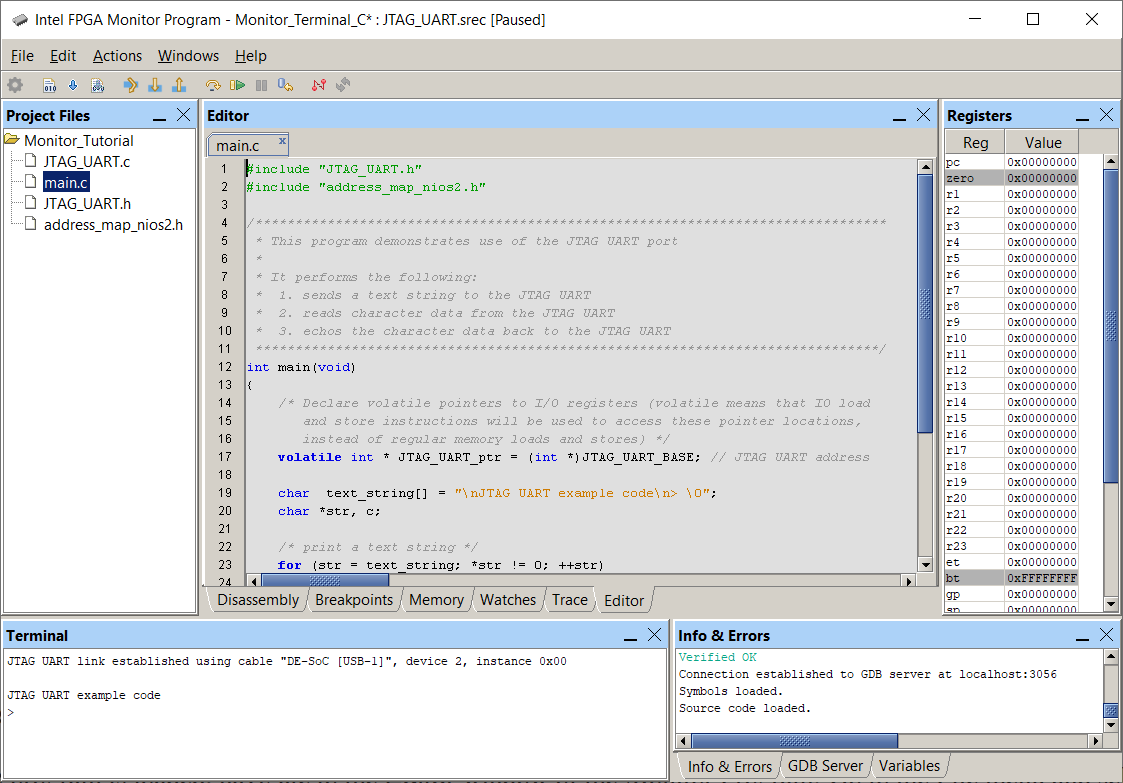 Intel FPGA Monitor Program - Monitor_Terminal_C* : JTAG_UART.srec [Paused]
File Edit Actions Windows Help
Project Files
Monitor_Tutorial
JTAG_UART.c
main.c
JTAG_UART.h
address_map_nios2.h
Editor
main.c x
1 #include "JTAG_UART.h"
2 #include "address_map_nios2.h"
3
4 /********************************************************************************
5 * This program demonstrates use of the JTAG UART port
6 *
7 * It performs the following:
8 * 1. sends a text string to the JTAG UART
9 * 2. reads character data from the JTAG UART
10 * 3. echos the character data back to the JTAG UART
11 ********************************************************************************/
12 int main(void)
13 {
14 /* Declare volatile pointers to I/O registers (volatile means that IO load
15 and store instructions will be used to access these pointer locations,
16 instead of regular memory loads and stores) */
17 volatile int * JTAG_UART_ptr = (int *)JTAG_UART_BASE; // JTAG UART address
18
19 char text_string[] = "\nJTAG UART example code\n> \0";
20 char *str, c;
21
22 /* print a text string */
23 for (str = text_string; *str != 0; ++str)
24
Disassembly Breakpoints Memory Watches Trace Editor
Registers
Reg Value
pc 0x00000000
zero 0x00000000
r1 0x00000000
r2 0x00000000
r3 0x00000000
r4 0x00000000
r5 0x00000000
r6 0x00000000
r7 0x00000000
r8 0x00000000
r9 0x00000000
r10 0x00000000
r11 0x00000000
r12 0x00000000
r13 0x00000000
r14 0x00000000
r15 0x00000000
r16 0x00000000
r17 0x00000000
r18 0x00000000
r19 0x00000000
r20 0x00000000
r21 0x00000000
r22 0x00000000
r23 0x00000000
et 0x00000000
bt 0xFFFFFFFF
gp 0x00000000
sp 0x00000000
Terminal
JTAG UART link established using cable "DE-SoC [USB-1]", device 2, instance 0x00
JTAG UART example code
>
Info & Errors
Verified OK
Connection established to GDB server at localhost:3056
Symbols loaded.
Source code loaded.
Info & Errors GDB Server Variables